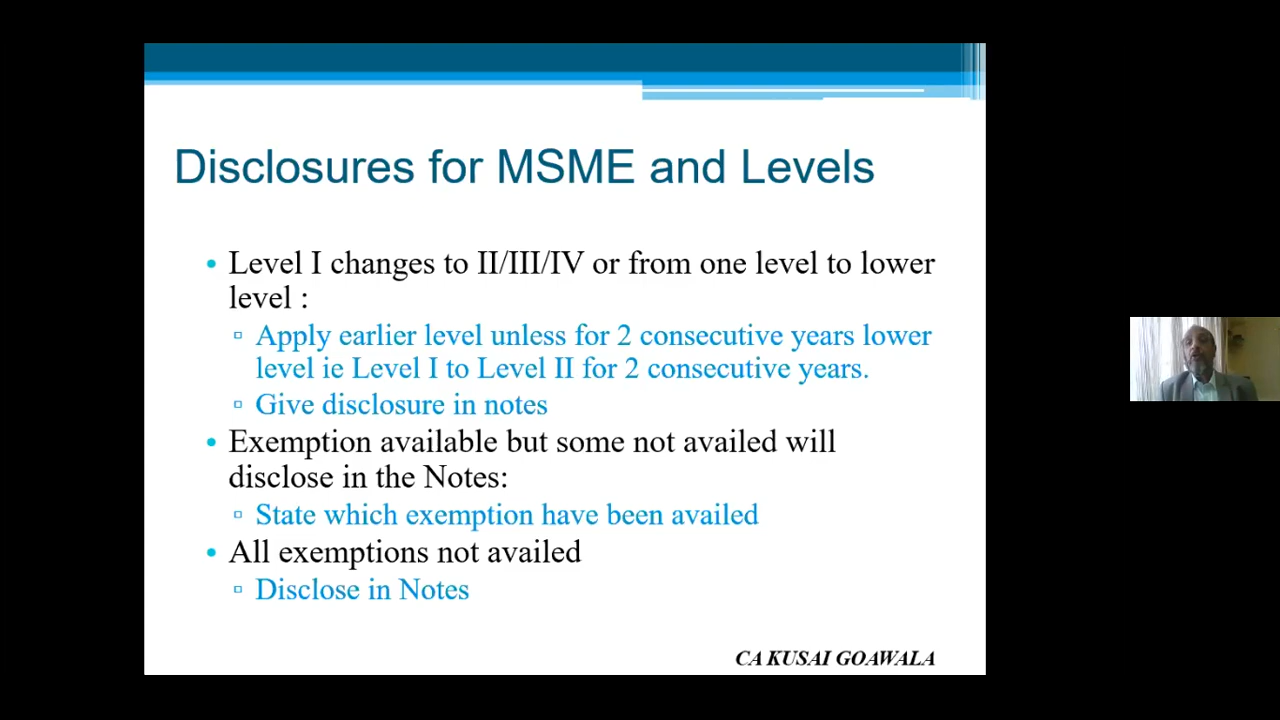 Disclosures for MSME and Levels
• Level I changes to II/III/IV or from one level to lower
level :
▫ Apply earlier level unless for 2 consecutive years lower
level ie Level I to Level II for 2 consecutive years.
▫ Give disclosure in notes
• Exemption available but some not availed will
disclose in the Notes:
▫ State which exemption have been availed
• All exemptions not availed
▫ Disclose in Notes
CA KUSAI GOAWALA